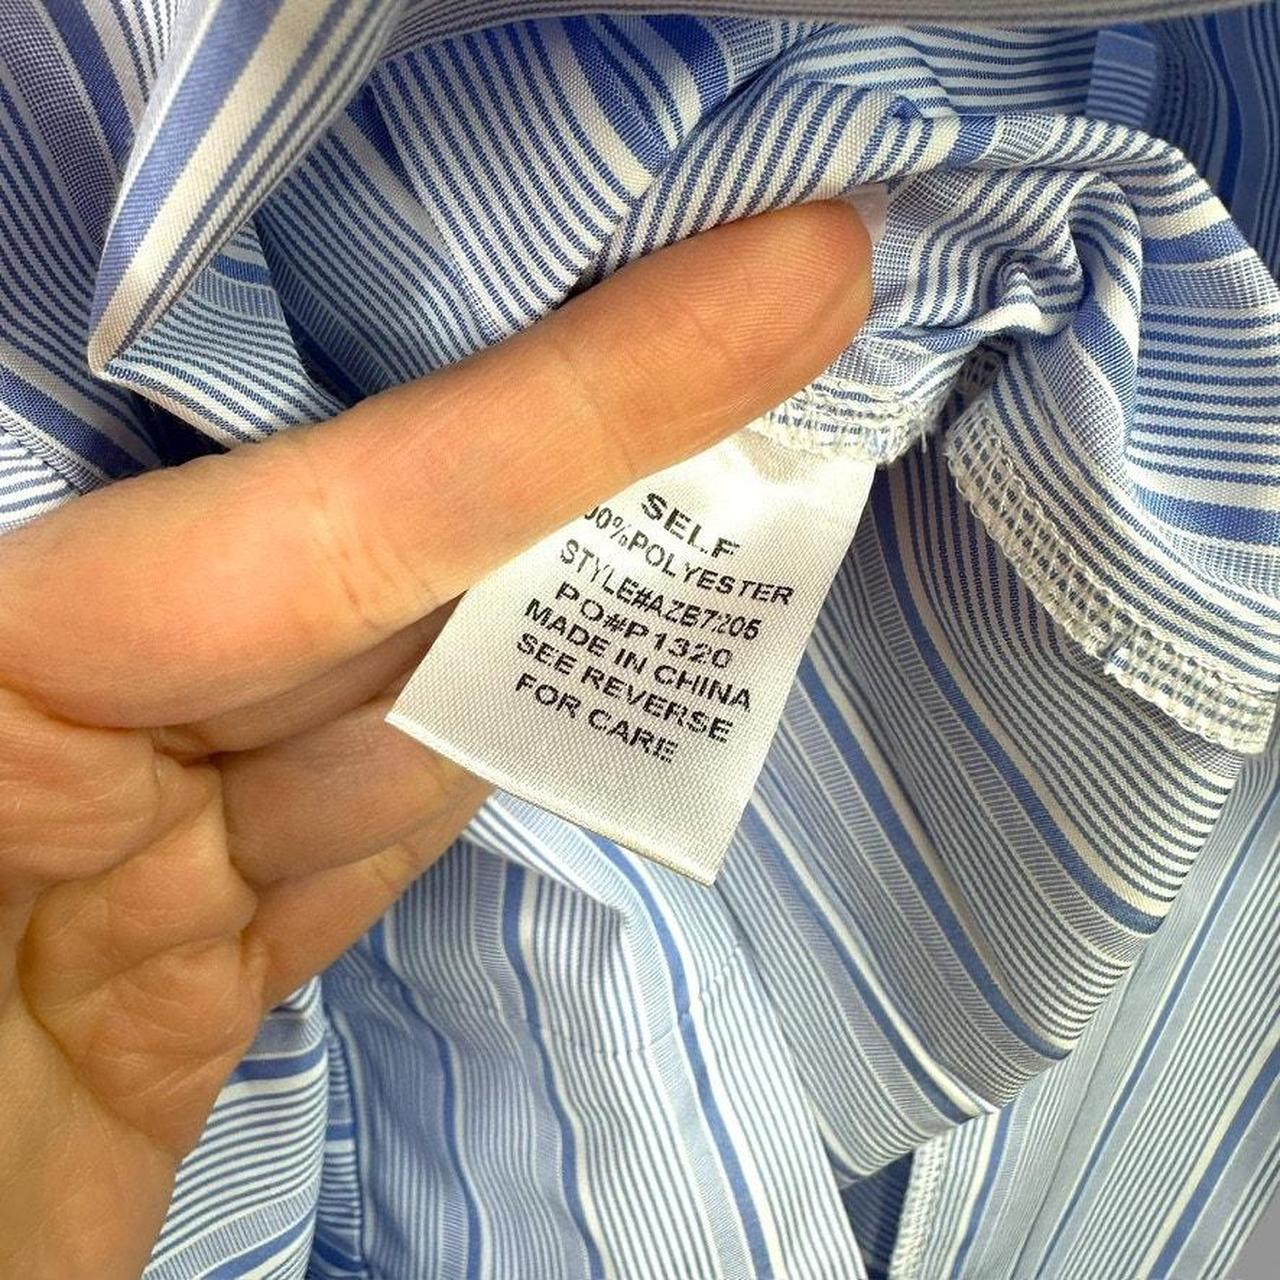 SELF
00%POLYESTER
STYLE#AZB7205
PO#P1320
MADE IN CHINA
SEE REVERSE
FOR CARE